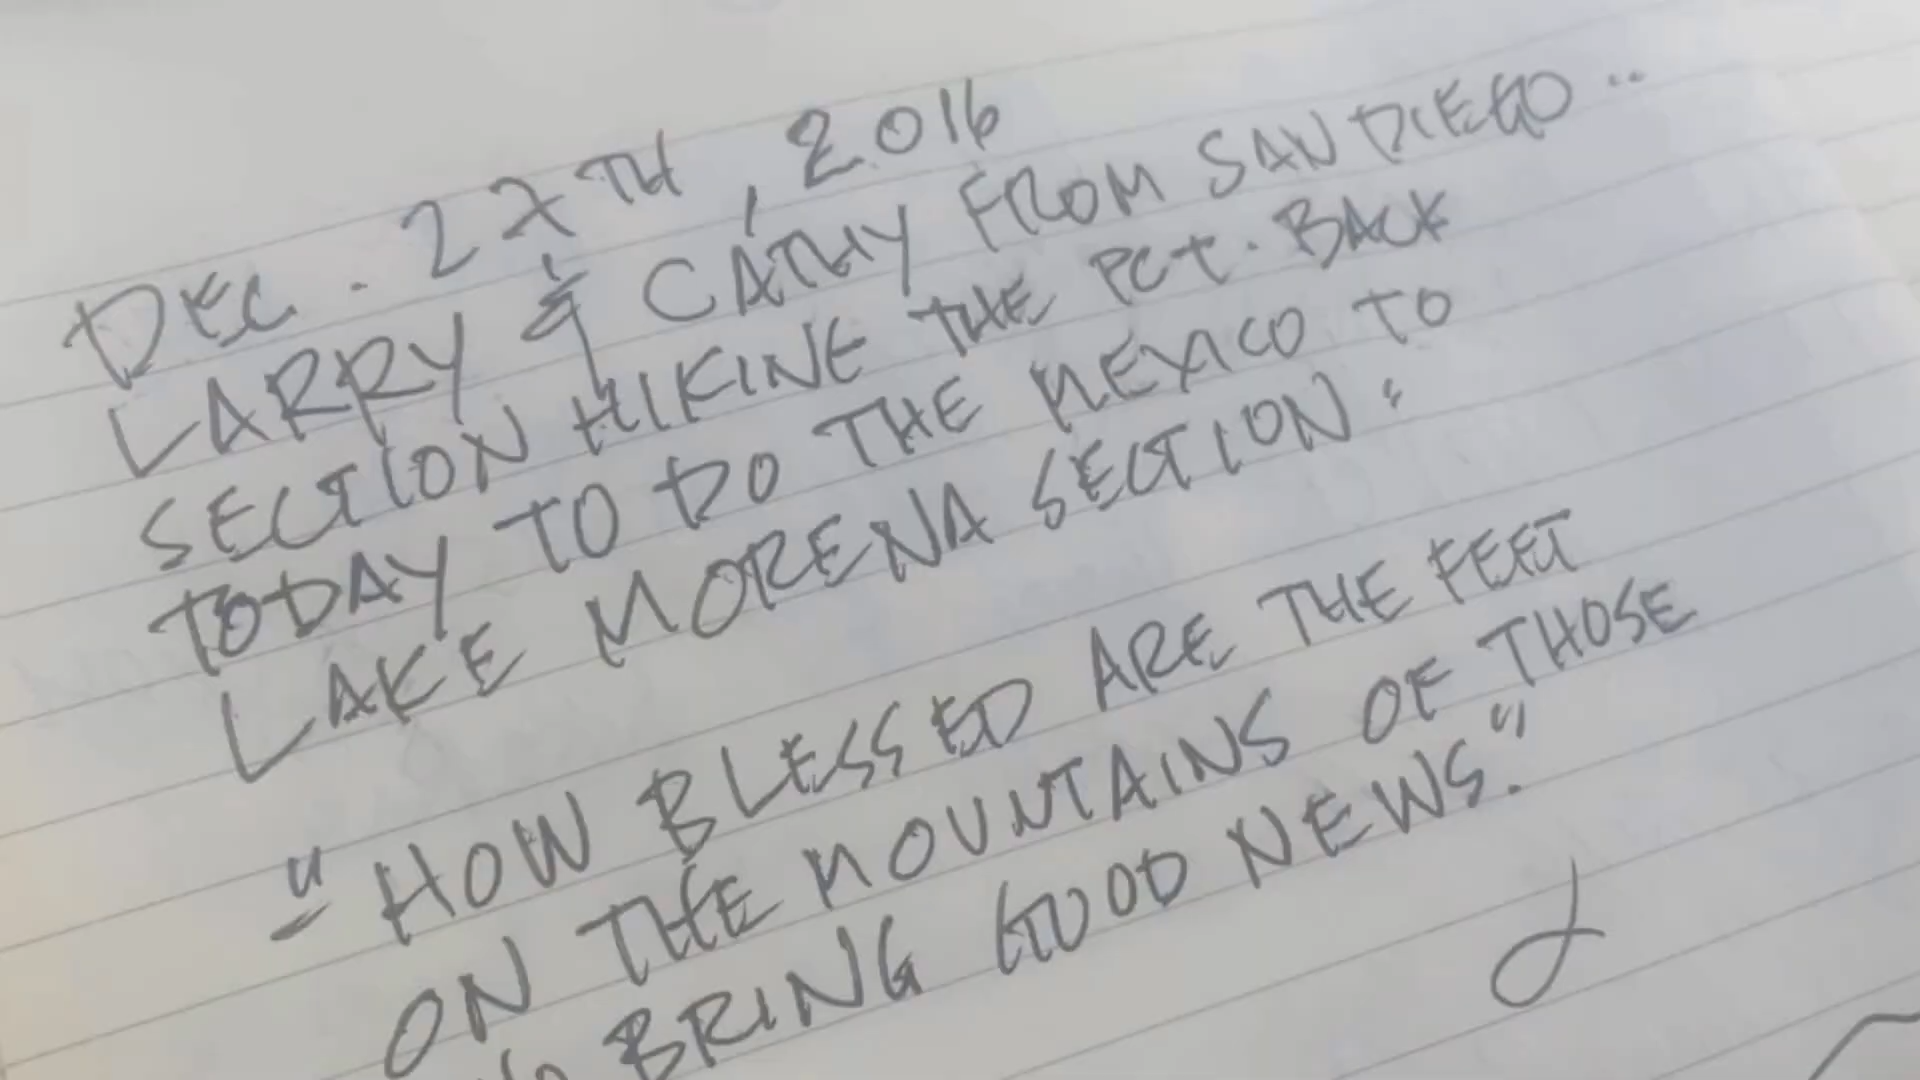 DEC. 27TH, 2016
LARRY & CATHY FROM SAN DIEGO..
SECTION HIKING THE PCT. BACK
TODAY TO DO THE MEXICO TO
LAKE MORENA SECTION.
"HOW BLESSED ARE THE FEET
ON THE MOUNTAINS OF THOSE
BRING GOOD NEWS."